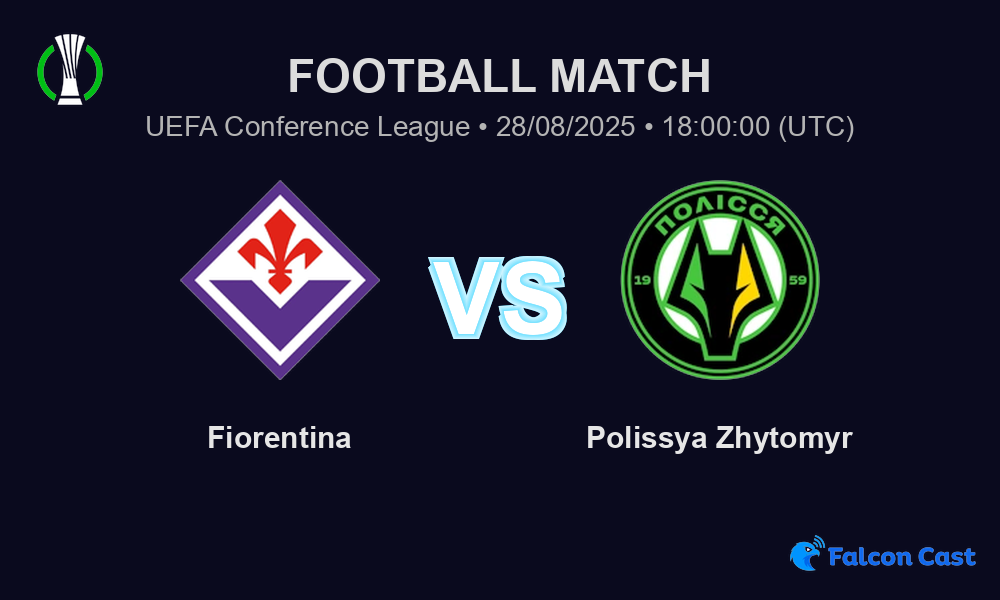 FOOTBALL MATCH
UEFA Conference League • 28/08/2025 • 18:00:00 (UTC)
ПОЛІССЯ
19 59
VS
Fiorentina
Polissya Zhytomyr
Falcon Cast